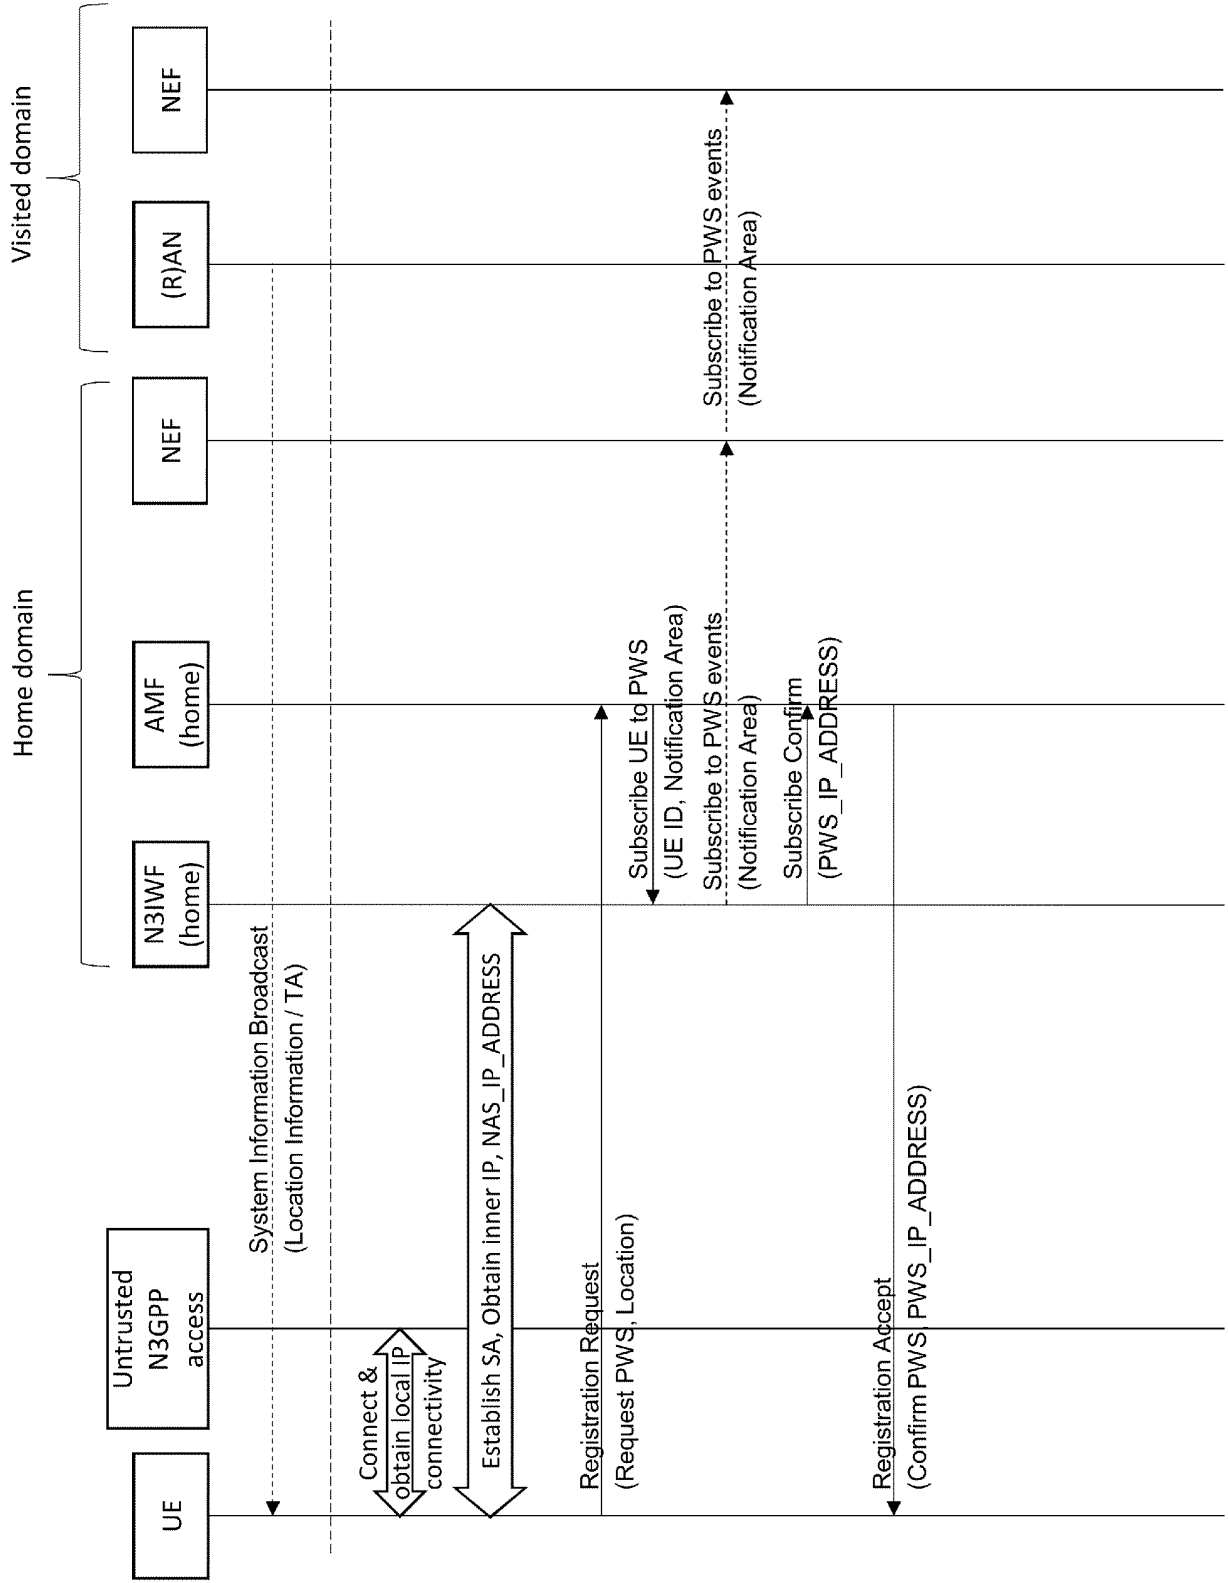 Home domain
Visited domain
UE
Untrusted
N3GPP
access
N3IWF
(home)
AMF
(home)
NEF
(R)AN
NEF
System Information Broadcast
(Location Information / TA)
Connect &
obtain local IP
connectivity
Establish SA, Obtain inner IP, NAS_IP_ADDRESS
Registration Request
(Request PWS, Location)
Subscribe UE to PWS
(UE ID, Notification Area)
Subscribe to PWS events
(Notification Area)
Subscribe to PWS events
(Notification Area)
Subscribe Confirm
(PWS_IP_ADDRESS)
Registration Accept
(Confirm PWS, PWS_IP_ADDRESS)